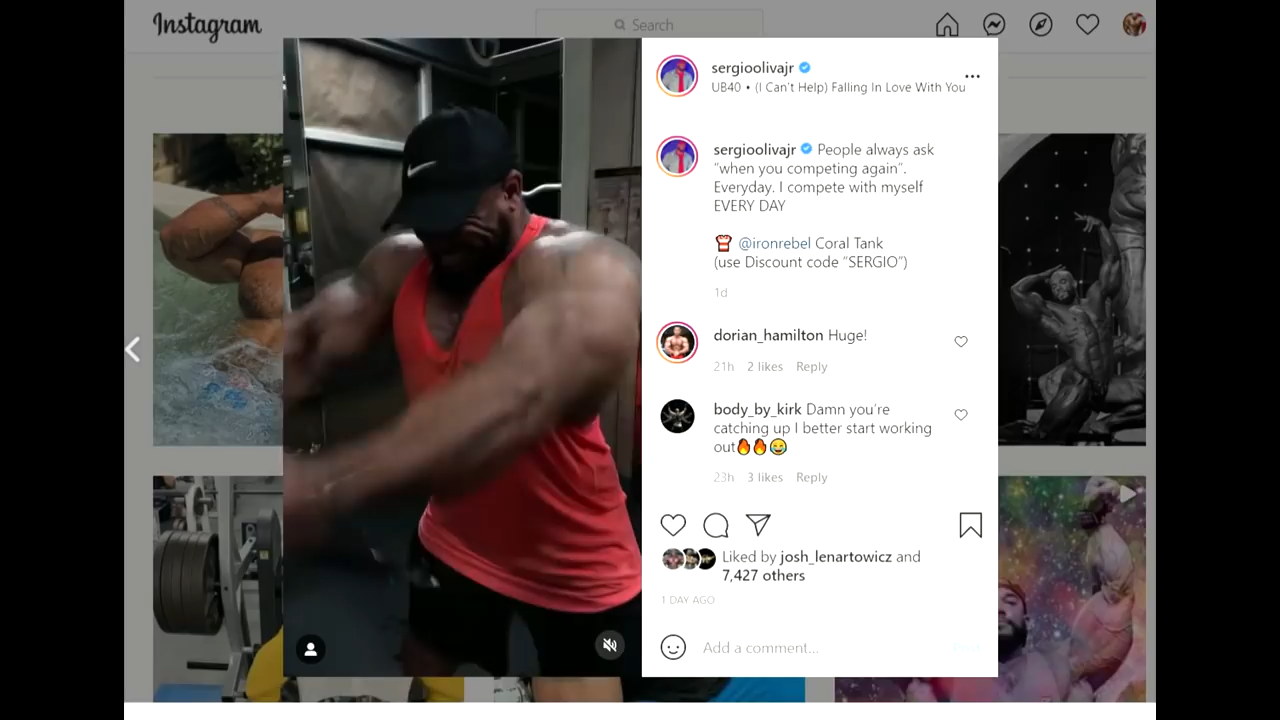 Instagram
Search
sergioolivajr
UB40 • (I Can't Help) Falling In Love With You
sergioolivajr People always ask
“when you competing again”.
Everyday. I compete with myself
EVERY DAY
@ironrebel Coral Tank
(use Discount code “SERGIO”)
1d
dorian_hamilton Huge!
21h 2 likes Reply
body_by_kirk Damn you're
catching up I better start working
out🔥🔥😂
23h 3 likes Reply
Liked by josh_lenartowicz and
7,427 others
1 DAY AGO
Add a comment...
Post